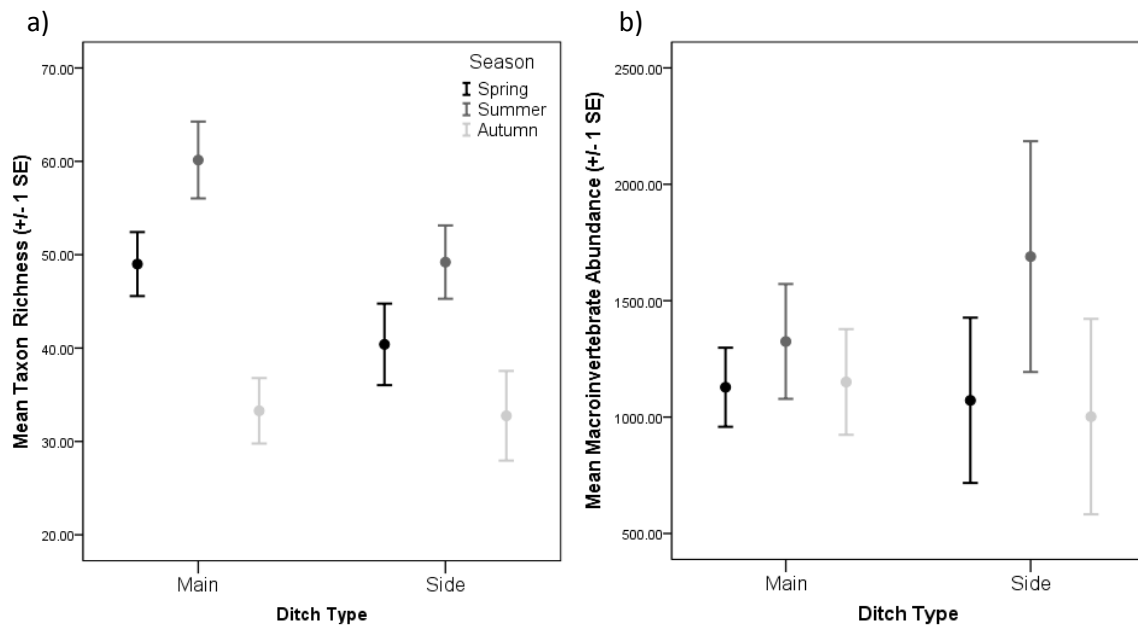 a)
Mean Taxon Richness (+/- 1 SE)
70.00
60.00
50.00
40.00
30.00
20.00
Season
Spring
Summer
Autumn
Main
Side
Ditch Type
b)
Mean Macroinvertebrate Abundance (+/- 1 SE)
2500.00
2000.00
1500.00
1000.00
500.00
Main
Side
Ditch Type